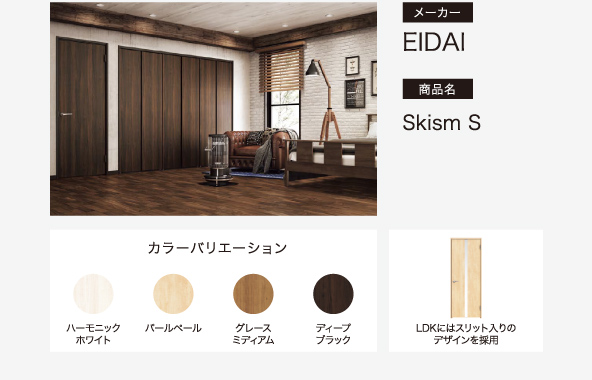 メーカー
EIDAI
商品名
Skism S
カラーバリエーション
ハーモニック
ホワイト
パールペール
グレース
ミディアム
ディープ
ブラック
LDKにはスリット入りの
デザインを採用